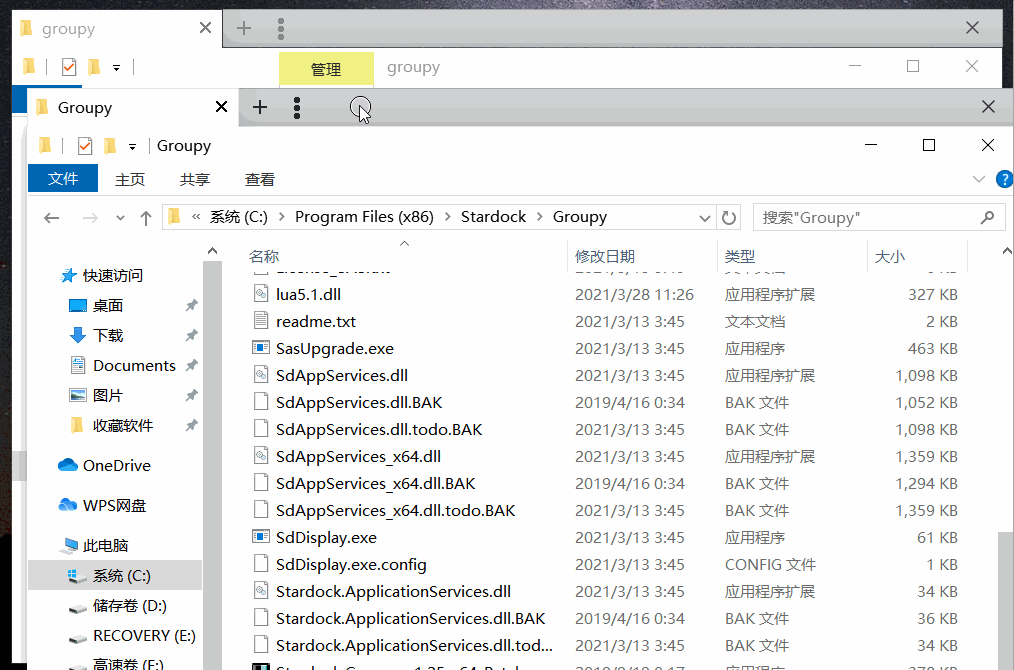 groupy
管理
groupy
Groupy
Groupy
文件
主页
共享
查看
?
«
系统 (C:)
Program Files (x86)
Stardock
Groupy
搜索"Groupy"
快速访问
桌面
下载
Documents
图片
收藏软件
OneDrive
WPS网盘
此电脑
系统 (C:)
储存卷 (D:)
RECOVERY (E:)
高速卷 (F:)
名称 修改日期 类型 大小
lua5.1.dll 2021/3/28 11:26 应用程序扩展 327 KB
readme.txt 2021/3/13 3:45 文本文档 2 KB
SasUpgrade.exe 2021/3/13 3:45 应用程序 463 KB
SdAppServices.dll 2021/3/13 3:45 应用程序扩展 1,098 KB
SdAppServices.dll.BAK 2019/4/16 0:34 BAK 文件 1,052 KB
SdAppServices.dll.todo.BAK 2021/3/13 3:45 BAK 文件 1,098 KB
SdAppServices_x64.dll 2021/3/13 3:45 应用程序扩展 1,359 KB
SdAppServices_x64.dll.BAK 2019/4/16 0:34 BAK 文件 1,294 KB
SdAppServices_x64.dll.todo.BAK 2021/3/13 3:45 BAK 文件 1,359 KB
SdDisplay.exe 2021/3/13 3:45 应用程序 61 KB
SdDisplay.exe.config 2021/3/13 3:45 CONFIG 文件 1 KB
Stardock.ApplicationServices.dll 2021/3/13 3:45 应用程序扩展 34 KB
Stardock.ApplicationServices.dll.BAK 2019/4/16 0:34 BAK 文件 36 KB
Stardock.ApplicationServices.dll.tod... 2021/3/13 3:45 BAK 文件 34 KB